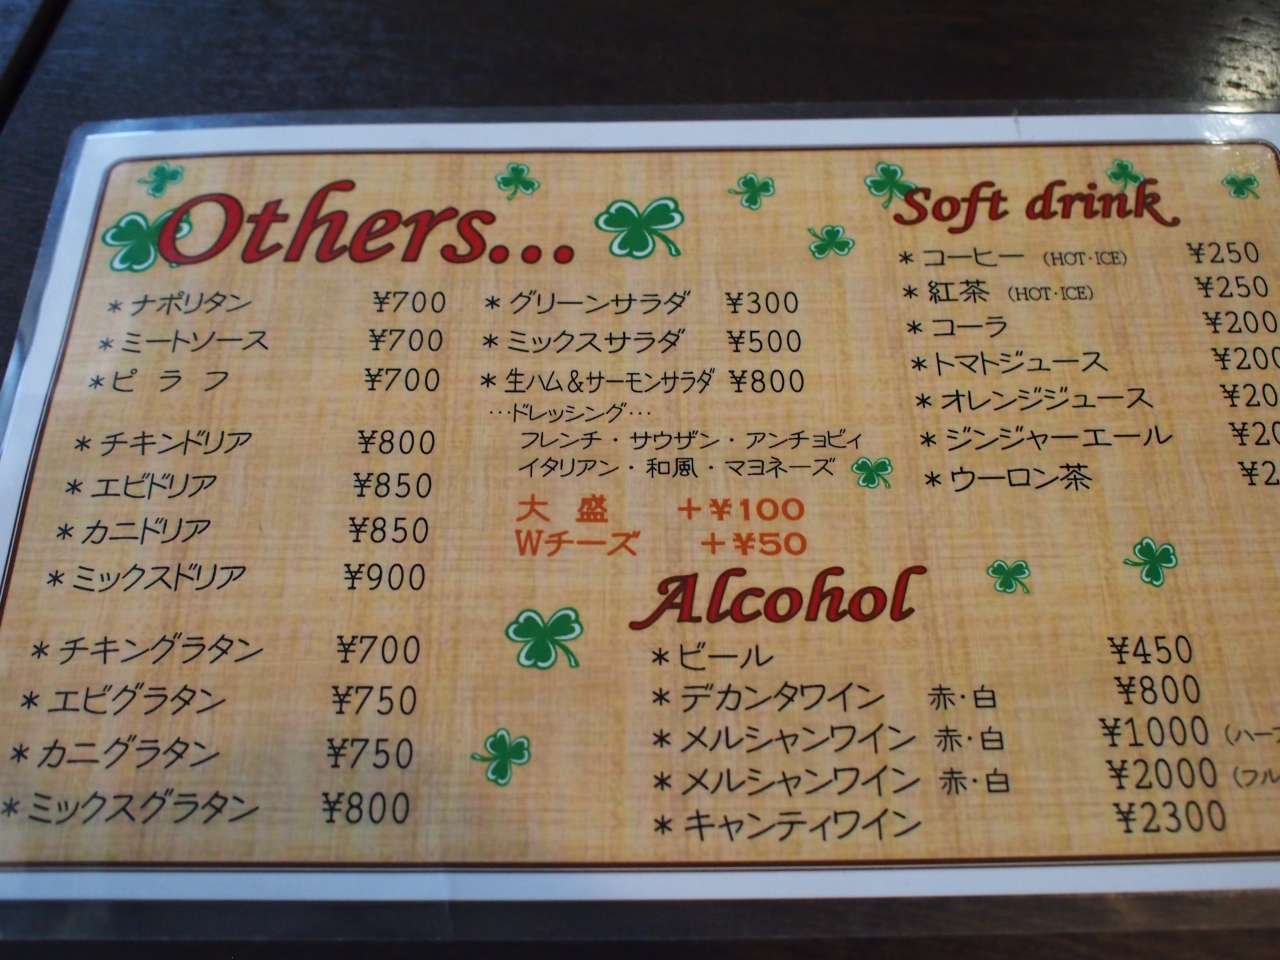 Others...
*ナポリタン ¥700
*ミートソース ¥700
*ピラフ ¥700
*チキンドリア ¥800
*エビドリア ¥850
*カニドリア ¥850
*ミックスドリア ¥900
*チキングラタン ¥700
*エビグラタン ¥750
*カニグラタン ¥750
*ミックスグラタン ¥800
*グリーンサラダ ¥300
*ミックスサラダ ¥500
*生ハム&サーモンサラダ ¥800
…ドレッシング…
フレンチ・サウザン・アンチョビィ
イタリアン・和風・マヨネーズ
大盛 +¥100
Wチーズ +¥50
Soft drink
*コーヒー (HOT・ICE) ¥250
*紅茶 (HOT・ICE) ¥250
*コーラ ¥200
*トマトジュース ¥200
*オレンジジュース ¥20
*ジンジャーエール ¥20
*ウーロン茶 ¥2
Alcohol
*ビール ¥450
*デカンタワイン 赤・白 ¥800
*メルシャンワイン 赤・白 ¥1000 (ハー
*メルシャンワイン 赤・白 ¥2000 (フル
*キャンティワイン ¥2300